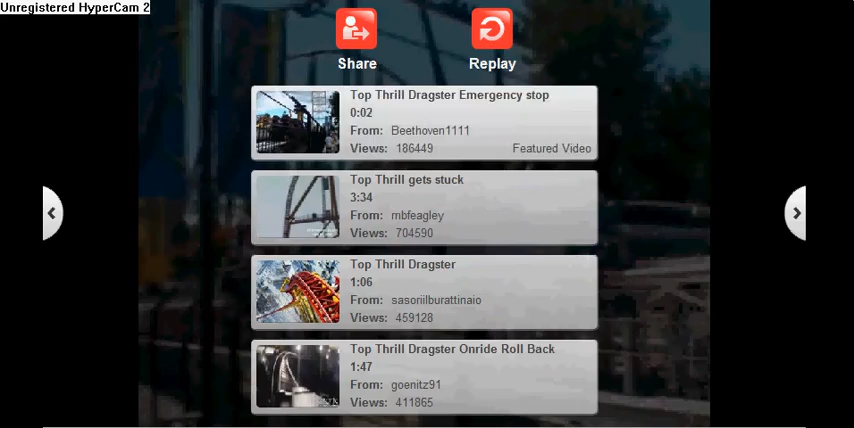 Unregistered HyperCam 2
Share Replay
Top Thrill Dragster Emergency stop
0:02
From: Beethoven1111
Views: 186449 Featured Video
Top Thrill gets stuck
3:34
From: mbfeagley
Views: 704590
Top Thrill Dragster
1:06
From: sasoriilburattinaio
Views: 459128
Top Thrill Dragster Onride Roll Back
1:47
From: goenitz91
Views: 411865